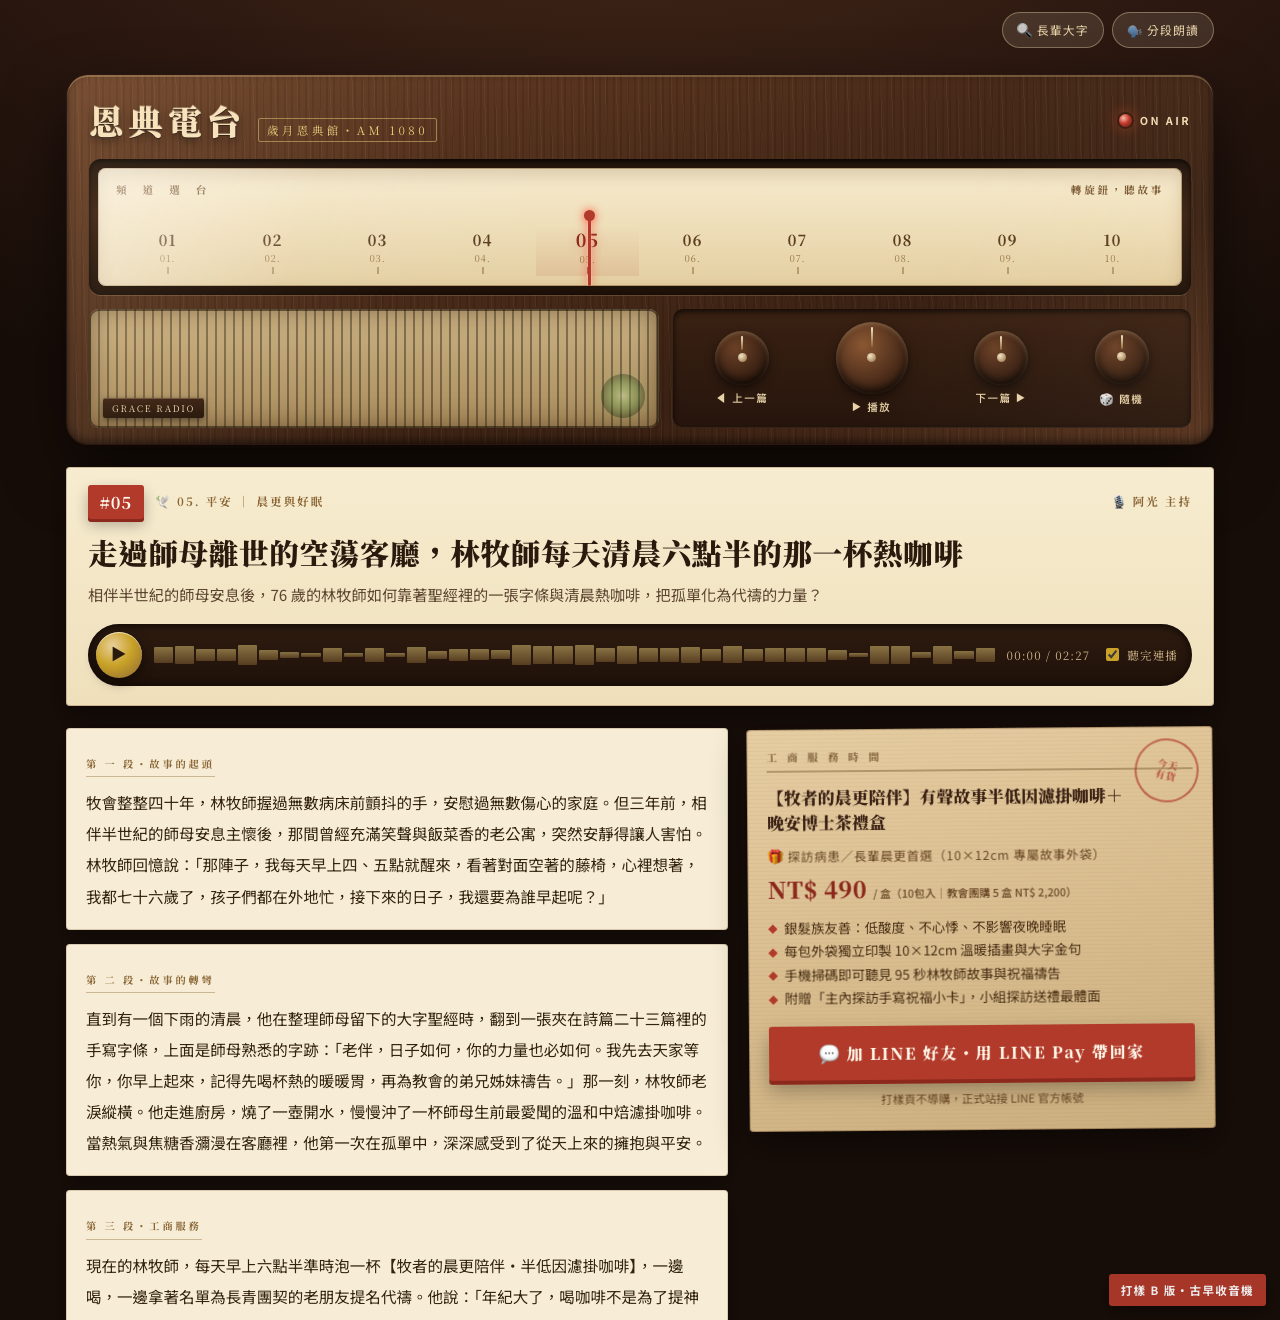 🔍 長輩大字
🗣️ 分段朗讀
恩典電台
歲月恩典館・AM 1080
ON AIR
頻道選台
轉旋鈕，聽故事
01 02 03 04 05 06 07 08 09 10
01. 02. 03. 04. 06. 07. 08. 09. 10.
GRACE RADIO
◀ 上一篇
▶ 播放
下一篇 ▶
🎲 隨機
#05
🕊️ 05. 平安 ｜ 晨更與好眠
🎙️ 阿光 主持
走過師母離世的空蕩客廳，林牧師每天清晨六點半的那一杯熱咖啡
相伴半世紀的師母安息後，76 歲的林牧師如何靠著聖經裡的一張字條與清晨熱咖啡，把孤單化為代禱的力量？
00:00 / 02:27
聽完連播
第一段・故事的起頭
牧會整整四十年，林牧師握過無數病床前顫抖的手，安慰過無數傷心的家庭。但三年前，相
伴半世紀的師母安息主懷後，那間曾經充滿笑聲與飯菜香的老公寓，突然安靜得讓人害怕。
林牧師回憶說：「那陣子，我每天早上四、五點就醒來，看著對面空著的藤椅，心裡想著，
我都七十六歲了，孩子們都在外地忙，接下來的日子，我還要為誰早起呢？」
第二段・故事的轉彎
直到有一個下雨的清晨，他在整理師母留下的大字聖經時，翻到一張夾在詩篇二十三篇裡的
手寫字條，上面是師母熟悉的字跡：「老伴，日子如何，你的力量也必如何。我先去天家等
你，你早上起來，記得先喝杯熱的暖暖胃，再為教會的弟兄姊妹禱告。」那一刻，林牧師老
淚縱橫。他走進廚房，燒了一壺開水，慢慢沖了一杯師母生前最愛聞的溫和中焙濾掛咖啡。
當熱氣與焦糖香瀰漫在客廳裡，他第一次在孤單中，深深感受到了從天上來的擁抱與平安。
第三段・工商服務
現在的林牧師，每天早上六點半準時泡一杯【牧者的晨更陪伴・半低因濾掛咖啡】，一邊
喝，一邊拿著名單為長青團契的老朋友提名代禱。他說：「年紀大了，喝咖啡不是為了提神
工商服務時間
今天
有貨
【牧者的晨更陪伴】有聲故事半低因濾掛咖啡＋
晚安博士茶禮盒
🎁 探訪病患／長輩晨更首選（10×12cm 專屬故事外袋）
NT$ 490 / 盒（10包入｜教會團購 5 盒 NT$ 2,200）
◆ 銀髮族友善：低酸度、不心悸、不影響夜晚睡眠
◆ 每包外袋獨立印製 10×12cm 溫暖插畫與大字金句
◆ 手機掃碼即可聽見 95 秒林牧師故事與祝福禱告
◆ 附贈「主內探訪手寫祝福小卡」，小組探訪送禮最體面
💬 加 LINE 好友・用 LINE Pay 帶回家
打樣頁不導購，正式站接 LINE 官方帳號
打樣 B 版・古早收音機